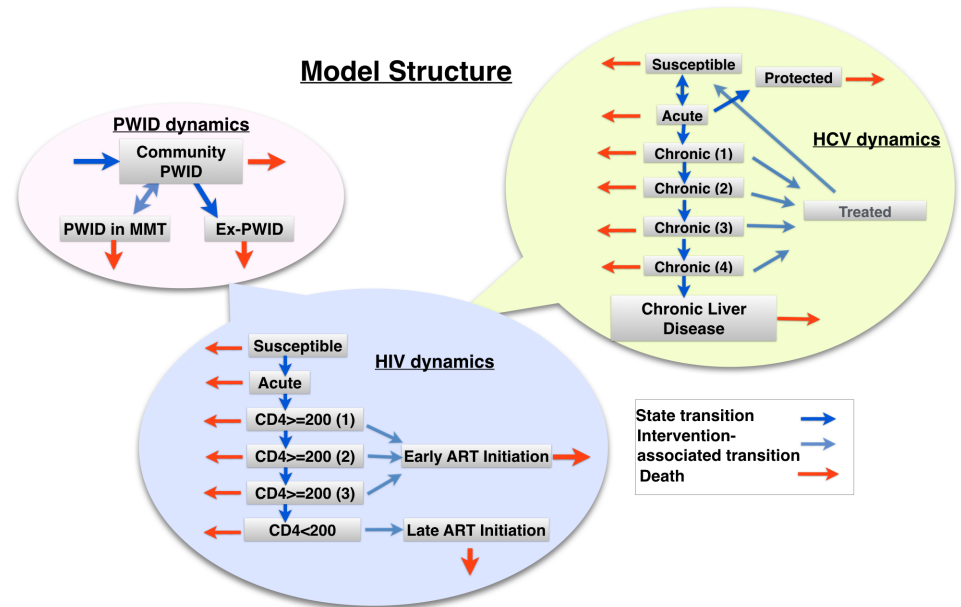 Model Structure
PWID dynamics
Community
PWID
PWID in MMT
Ex-PWID
HCV dynamics
Susceptible
Protected
Acute
Chronic (1)
Chronic (2)
Treated
Chronic (3)
Chronic (4)
Chronic Liver
Disease
HIV dynamics
Susceptible
Acute
CD4>=200 (1)
CD4>=200 (2)
Early ART Initiation
CD4>=200 (3)
CD4<200
Late ART Initiation
State transition
Intervention-
associated transition
Death